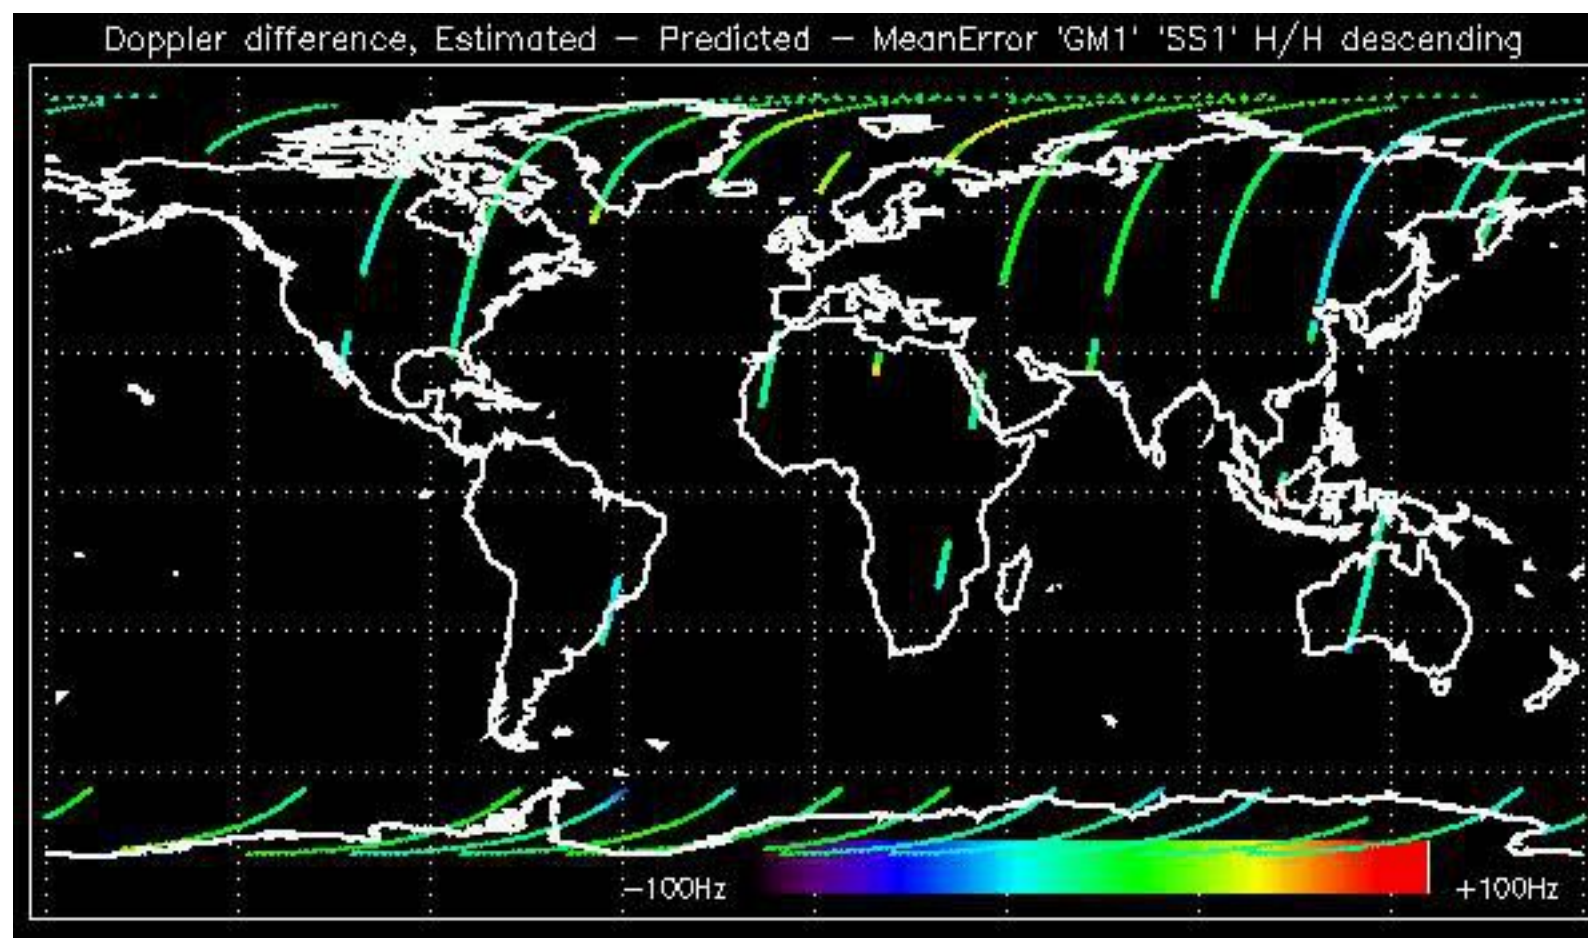 Doppler difference, Estimated – Predicted – MeanError 'GM1' 'SS1' H/H descending
–100Hz
+100Hz